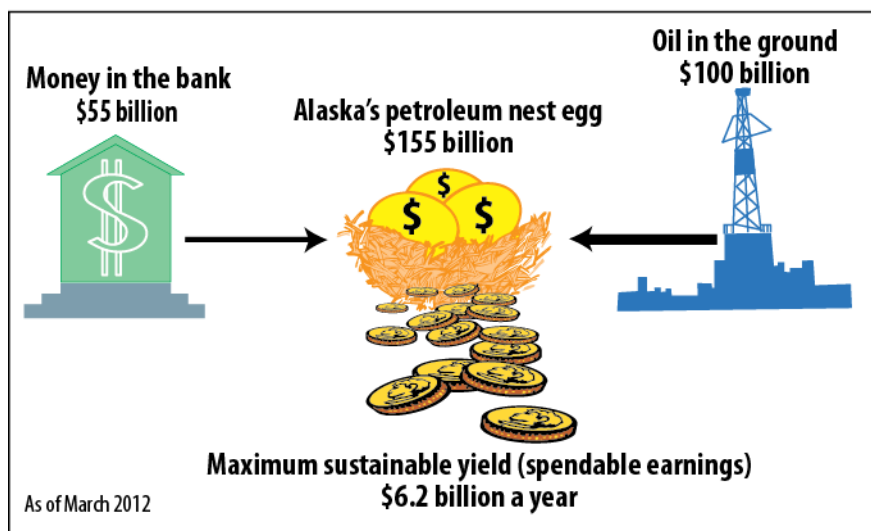 Money in the bank
$55 billion
Alaska's petroleum nest egg
$155 billion
Oil in the ground
$100 billion
$
$
$
$
Maximum sustainable yield (spendable earnings)
$6.2 billion a year
As of March 2012